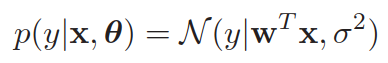 p(y|𝐱, 𝜽) = 𝒩(y|𝐰ᵀ𝐱, σ²)